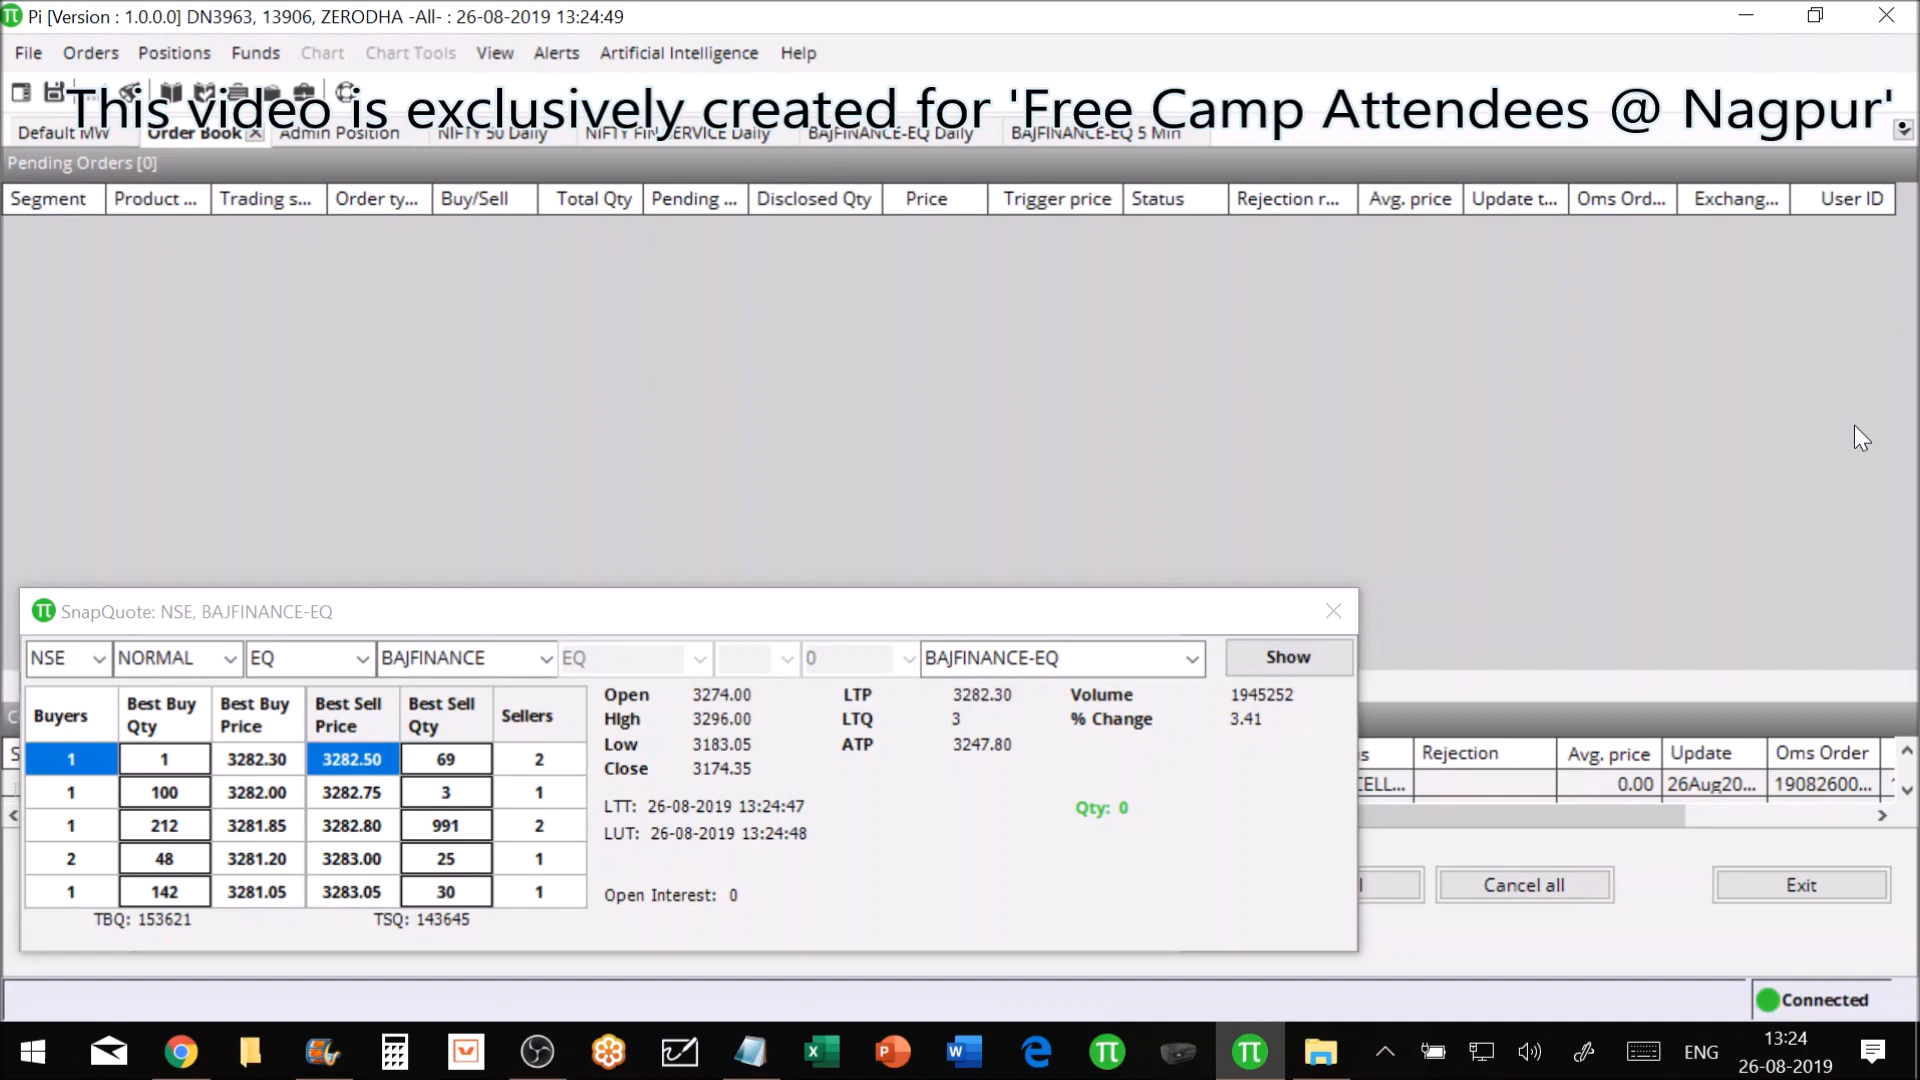 Pi [Version : 1.0.0.0] DN3963, 13906, ZERODHA -All- : 26-08-2019 13:24:49
File Orders Positions Funds Chart Chart Tools View Alerts Artificial Intelligence Help
This video is exclusively created for 'Free Camp Attendees @ Nagpur'
Default MW Order Book Admin Position NIFTY 50 Daily NIFTY FIN SERVICE Daily BAJFINANCE-EQ Daily BAJFINANCE-EQ 5 Min
Pending Orders [0]
Segment Product ... Trading s... Order ty... Buy/Sell Total Qty Pending ... Disclosed Qty Price Trigger price Status Rejection r... Avg. price Update t... Oms Ord... Exchang... User ID
SnapQuote: NSE, BAJFINANCE-EQ
NSE NORMAL EQ BAJFINANCE EQ 0 BAJFINANCE-EQ Show
Buyers Best Buy Qty Best Buy Price Best Sell Price Best Sell Qty Sellers
1 1 3282.30 3282.50 69 2
1 100 3282.00 3282.75 3 1
1 212 3281.85 3282.80 991 2
2 48 3281.20 3283.00 25 1
1 142 3281.05 3283.05 30 1
TBQ: 153621 TSQ: 143645
Open 3274.00 LTP 3282.30 Volume 1945252
HIgh 3296.00 LTQ 3 % Change 3.41
Low 3183.05 ATP 3247.80
Close 3174.35
LTT: 26-08-2019 13:24:47
LUT: 26-08-2019 13:24:48
Qty: 0
Open Interest: 0
Rejection Avg. price Update Oms Order
CELL... 0.00 26Aug20... 19082600...
Cancel all Exit
Connected
ENG
13:24
26-08-2019